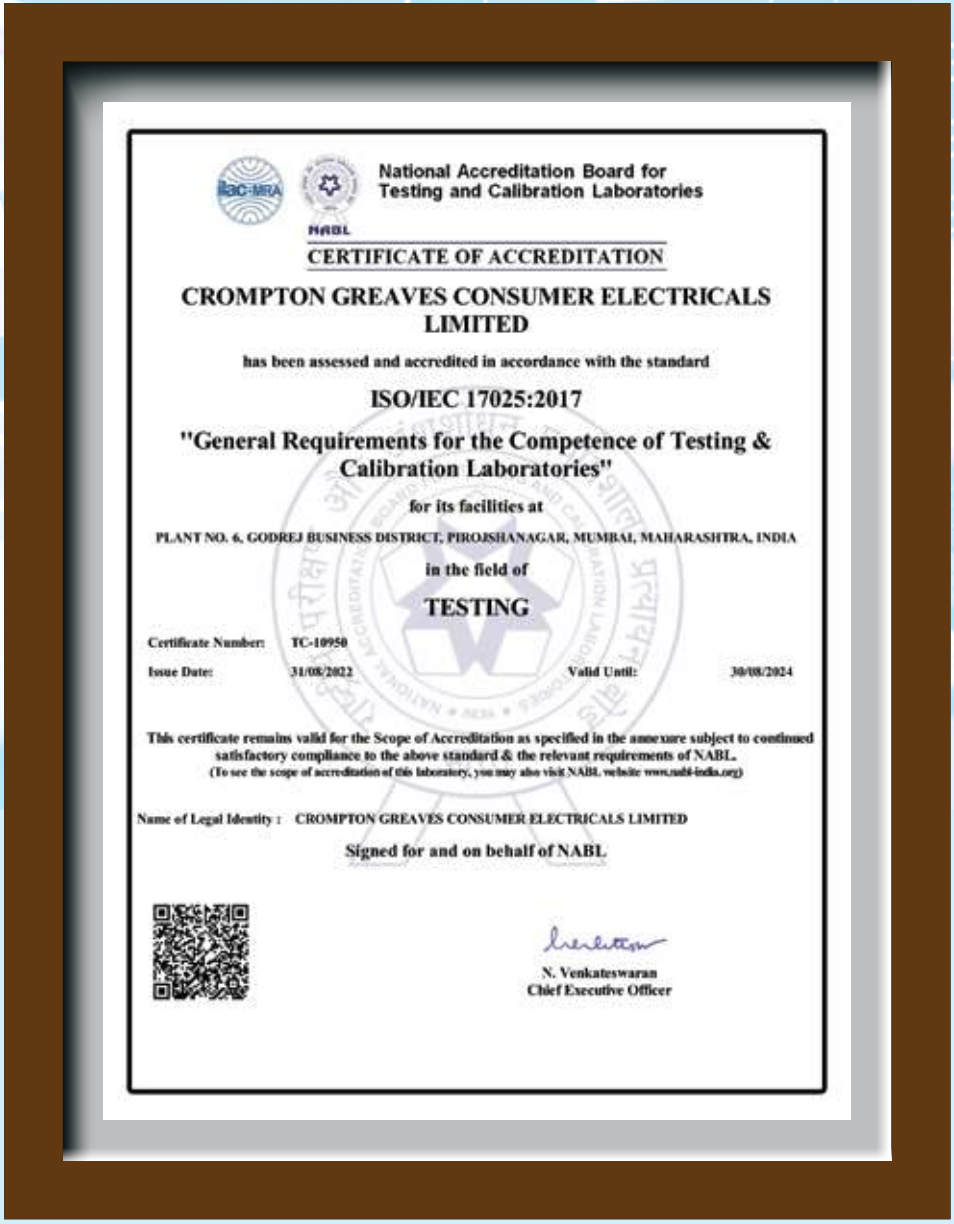 ilac-MRA
NABL
National Accreditation Board for
Testing and Calibration Laboratories
CERTIFICATE OF ACCREDITATION
CROMPTON GREAVES CONSUMER ELECTRICALS
LIMITED
has been assessed and accredited in accordance with the standard
ISO/IEC 17025:2017
"General Requirements for the Competence of Testing &
Calibration Laboratories"
for its facilities at
PLANT NO. 6, GODREJ BUSINESS DISTRICT, PIROJSHANAGAR, MUMBAI, MAHARASHTRA, INDIA
in the field of
TESTING
Certificate Number: TC-10950
Issue Date: 31/08/2022 Valid Until: 30/08/2024
This certificate remains valid for the Scope of Accreditation as specified in the annexure subject to continued
satisfactory compliance to the above standard & the relevant requirements of NABL.
(To see the scope of accreditation of this laboratory, you may also visit NABL website www.nabl-india.org)
Name of Legal Identity : CROMPTON GREAVES CONSUMER ELECTRICALS LIMITED
Signed for and on behalf of NABL
N. Venkateswaran
Chief Executive Officer